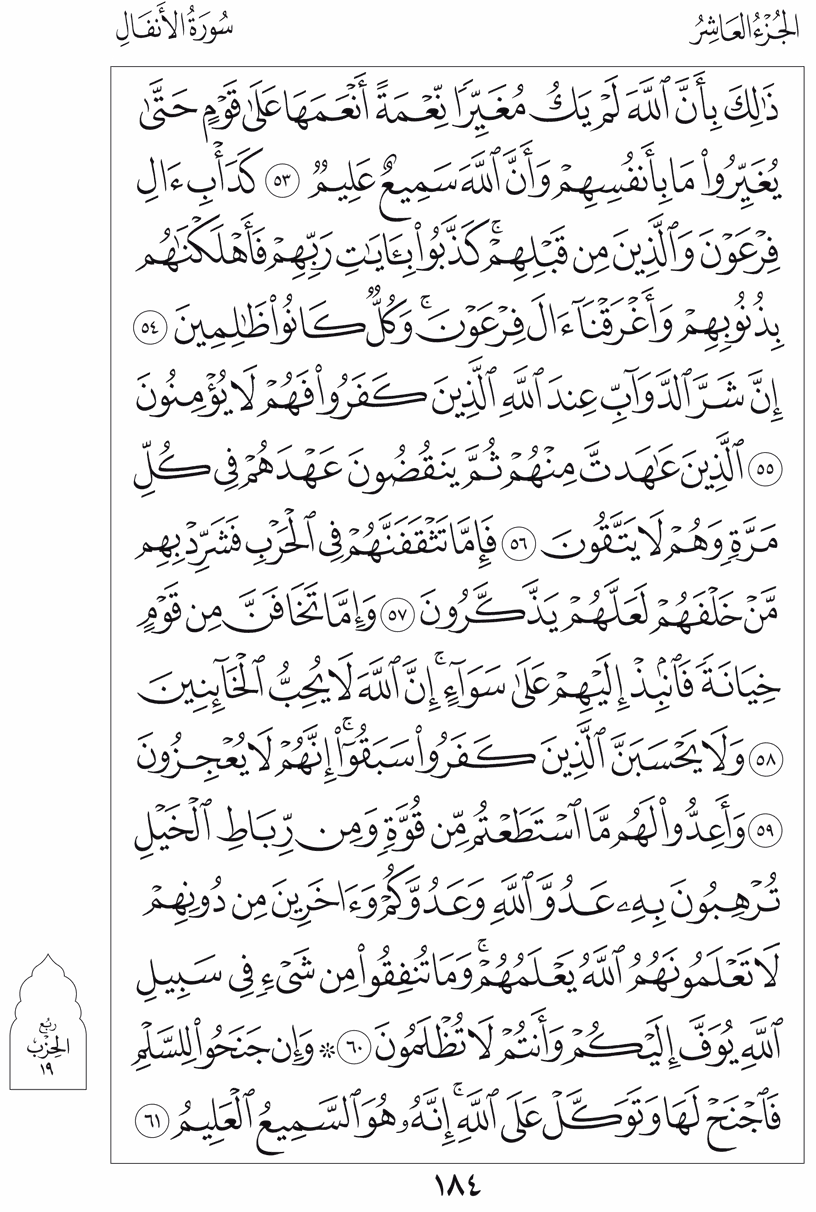 الجُزْءُ العَاشِرُ
سُورَةُ الأَنفَالِ
ذَٰلِكَ بِأَنَّ ٱللَّهَ لَمْ يَكُ مُغَيِّرًۭا نِّعْمَةً أَنْعَمَهَا عَلَىٰ قَوْمٍ حَتَّىٰ
يُغَيِّرُوا۟ مَا بِأَنفُسِهِمْ وَأَنَّ ٱللَّهَ سَمِيعٌ عَلِيمٌۭ ٥٣ كَدَأْبِ ءَالِ
فِرْعَوْنَ وَٱلَّذِينَ مِن قَبْلِهِمْ ۚ كَذَّبُوا۟ بِـَٔايَـٰتِ رَبِّهِمْ فَأَهْلَكْنَـٰهُم
بِذُنُوبِهِمْ وَأَغْرَقْنَآ ءَالَ فِرْعَوْنَ ۚ وَكُلٌّۭ كَانُوا۟ ظَـٰلِمِينَ ٥٤
إِنَّ شَرَّ ٱلدَّوَآبِّ عِندَ ٱللَّهِ ٱلَّذِينَ كَفَرُوا۟ فَهُمْ لَا يُؤْمِنُونَ
٥٥ ٱلَّذِينَ عَـٰهَدتَّ مِنْهُمْ ثُمَّ يَنقُضُونَ عَهْدَهُمْ فِى كُلِّ
مَرَّةٍۢ وَهُمْ لَا يَتَّقُونَ ٥٦ فَإِمَّا تَثْقَفَنَّهُمْ فِى ٱلْحَرْبِ فَشَرِّدْ بِهِم
مَّنْ خَلْفَهُمْ لَعَلَّهُمْ يَذَّكَّرُونَ ٥٧ وَإِمَّا تَخَافَنَّ مِن قَوْمٍ
خِيَانَةًۭ فَٱنۢبِذْ إِلَيْهِمْ عَلَىٰ سَوَآءٍ ۚ إِنَّ ٱللَّهَ لَا يُحِبُّ ٱلْخَآئِنِينَ
٥٨ وَلَا يَحْسَبَنَّ ٱلَّذِينَ كَفَرُوا۟ سَبَقُوٓا۟ ۚ إِنَّهُمْ لَا يُعْجِزُونَ
٥٩ وَأَعِدُّوا۟ لَهُم مَّا ٱسْتَطَعْتُم مِّن قُوَّةٍۢ وَمِن رِّبَاطِ ٱلْخَيْلِ
تُرْهِبُونَ بِهِۦ عَدُوَّ ٱللَّهِ وَعَدُوَّكُمْ وَءَاخَرِينَ مِن دُونِهِمْ
لَا تَعْلَمُونَهُمُ ٱللَّهُ يَعْلَمُهُمْ ۚ وَمَا تُنفِقُوا۟ مِن شَىْءٍۢ فِى سَبِيلِ
ٱللَّهِ يُوَفَّ إِلَيْكُمْ وَأَنتُمْ لَا تُظْلَمُونَ ٦٠ ۞ وَإِن جَنَحُوا۟ لِلسَّلْمِ
فَٱجْنَحْ لَهَا وَتَوَكَّلْ عَلَى ٱللَّهِ ۚ إِنَّهُۥ هُوَ ٱلسَّمِيعُ ٱلْعَلِيمُ ٦١
رُبْع
الحِزْبِ
١٩
١٨٤